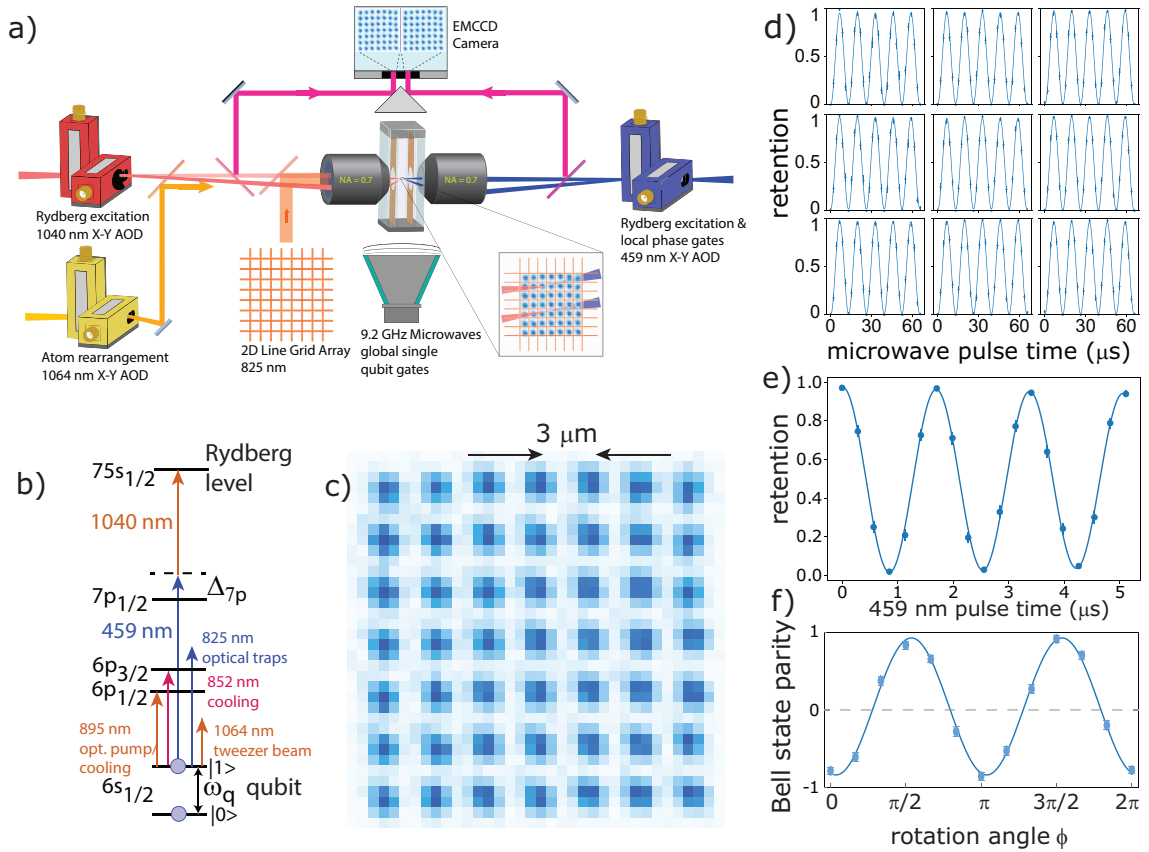 a)
EMCCD
Camera
NA = 0.7
NA = 0.7
Rydberg excitation
1040 nm X-Y AOD
Atom rearrangement
1064 nm X-Y AOD
2D Line Grid Array
825 nm
9.2 GHz Microwaves
global single
qubit gates
Rydberg excitation &
local phase gates
459 nm X-Y AOD
b)
75s1/2
Rydberg
level
1040 nm
Δ7p
7p1/2
459 nm
825 nm
optical traps
6p3/2
852 nm
cooling
6p1/2
895 nm
opt. pump/
cooling
1064 nm
tweezer beam
|1>
6s1/2
ωq qubit
|0>
c)
3 μm
d)
retention
1
0.5
0
1
0.5
0
1
0.5
0
0 30 60
0 30 60
0 30 60
microwave pulse time (μs)
e)
retention
1.0
0.8
0.6
0.4
0.2
0.0
0 1 2 3 4 5
459 nm pulse time (μs)
f)
Bell state parity
1
0
-1
0 π/2 π 3π/2 2π
rotation angle ϕ